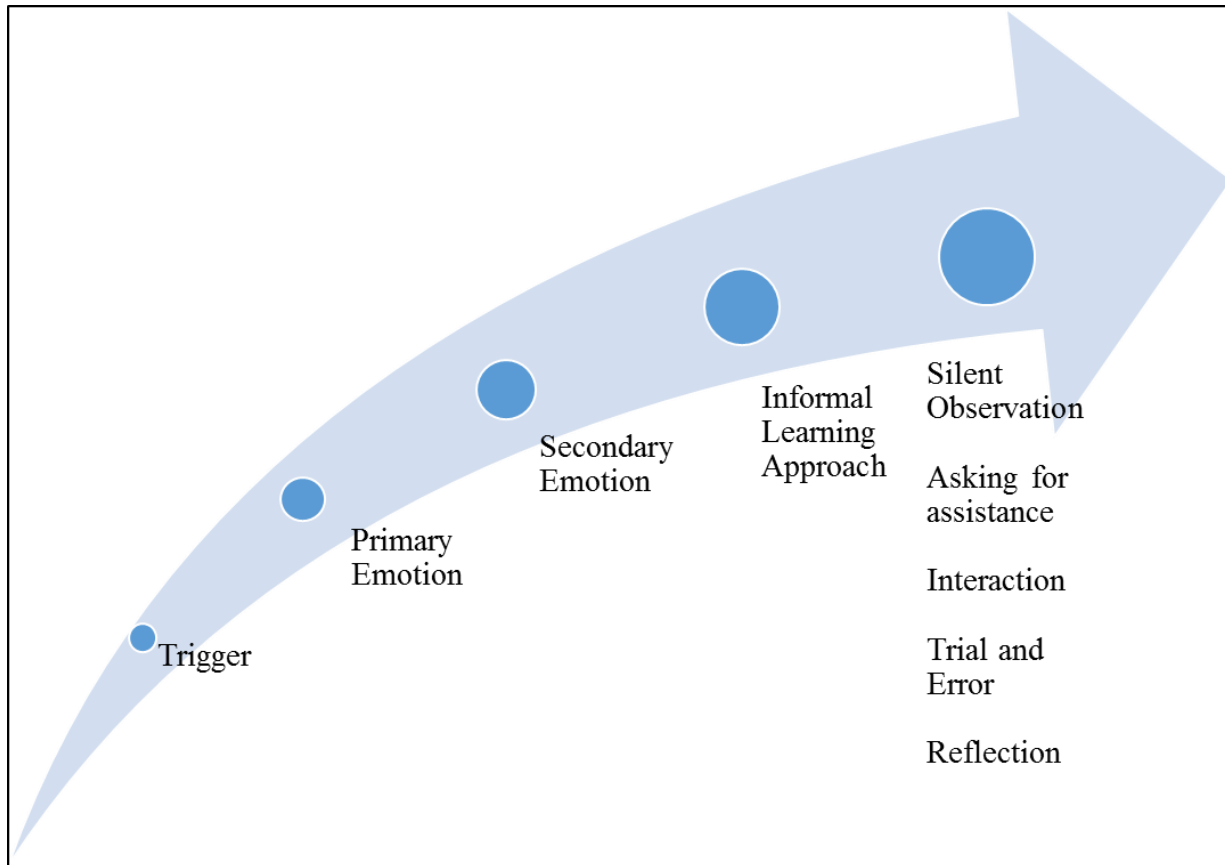 Trigger
Primary
Emotion
Secondary
Emotion
Informal
Learning
Approach
Silent
Observation
Asking for
assistance
Interaction
Trial and
Error
Reflection